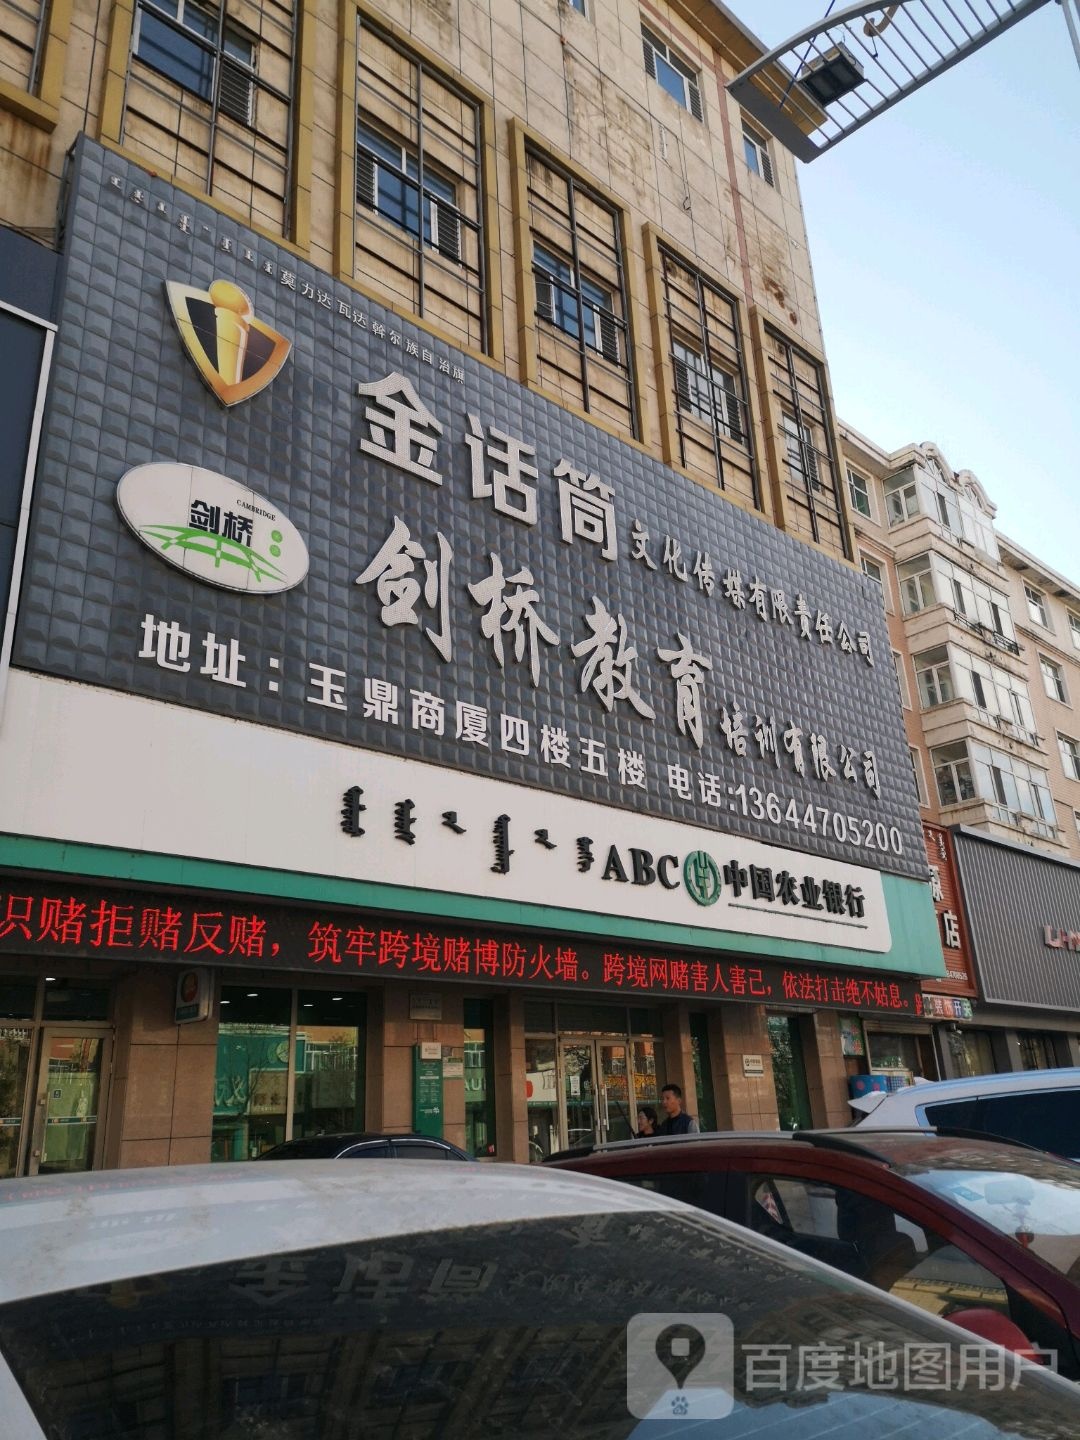 莫力达瓦达斡尔族自治旗
金话筒文化传媒有限责任公司
CAMBRIDGE
剑桥
剑桥教育培训有限公司
地址：玉鼎商厦四楼五楼 电话:13644705200
ABC 中国农业银行
识赌拒赌反赌，筑牢跨境赌博防火墙。跨境网赌害人害己，依法打击绝不姑息。
店
百度地图用户